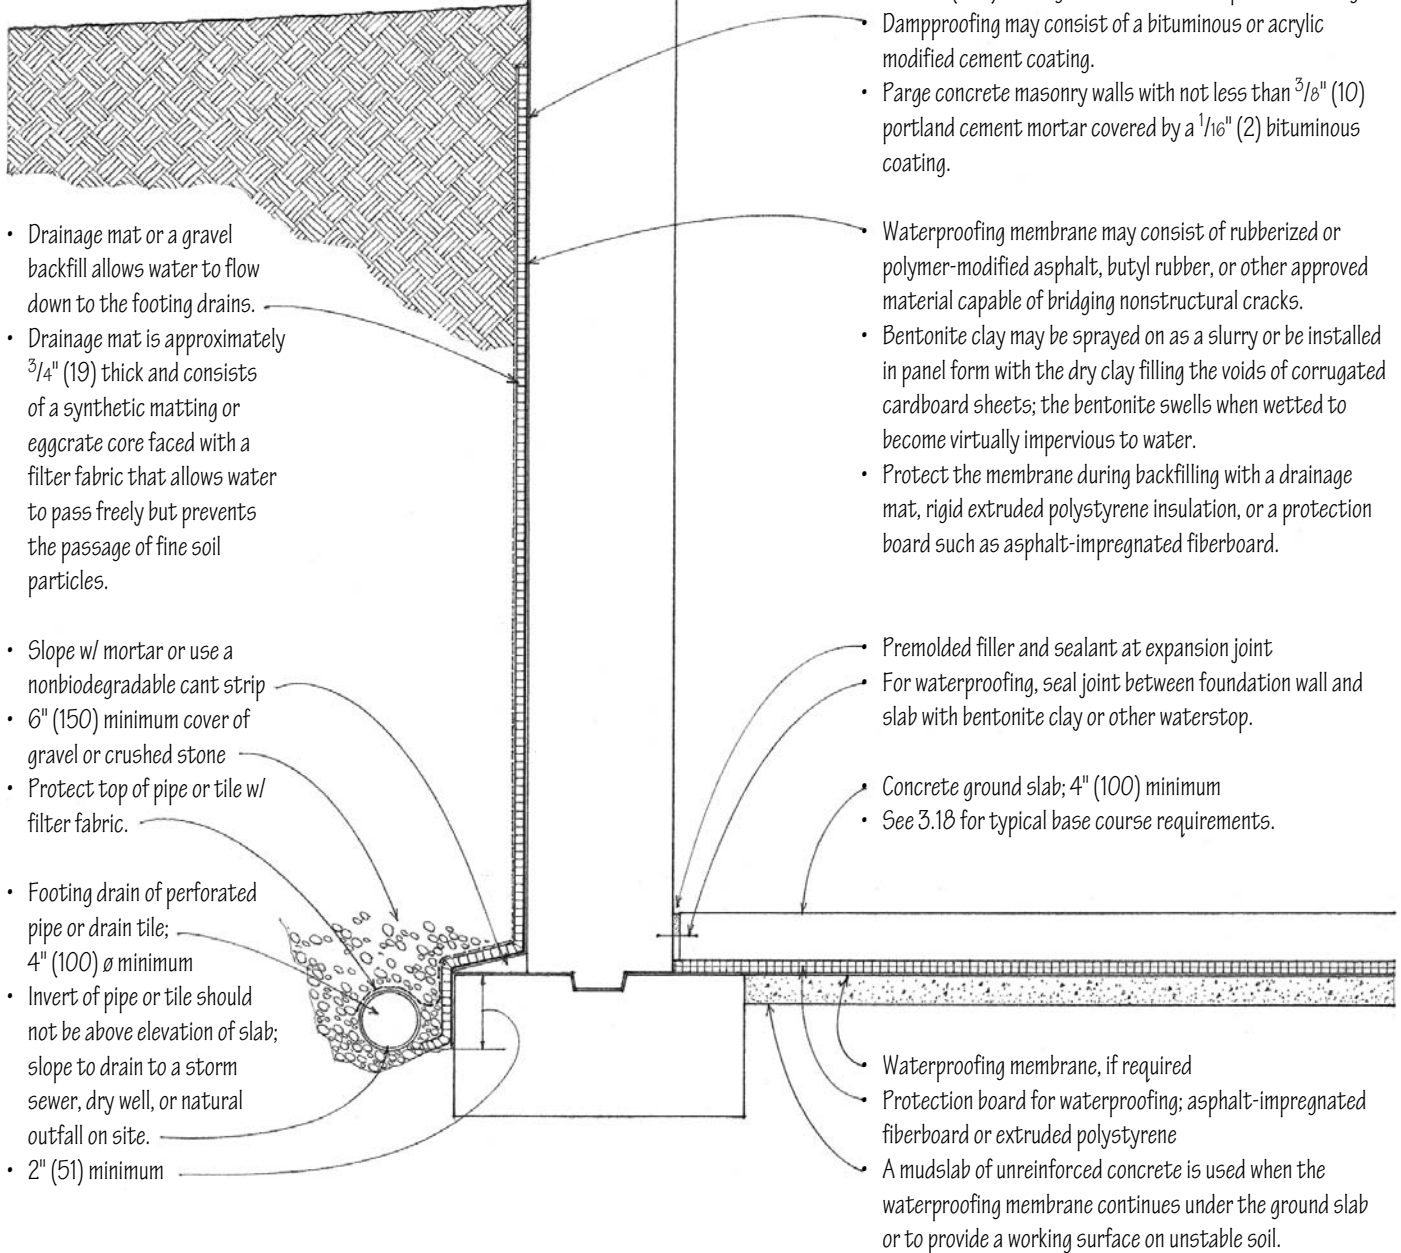 • Dampproofing may consist of a bituminous or acrylic
modified cement coating.
• Parge concrete masonry walls with not less than 3/8" (10)
portland cement mortar covered by a 1/16" (2) bituminous
coating.
• Drainage mat or a gravel
backfill allows water to flow
down to the footing drains.
• Drainage mat is approximately
3/4" (19) thick and consists
of a synthetic matting or
eggcrate core faced with a
filter fabric that allows water
to pass freely but prevents
the passage of fine soil
particles.
• Waterproofing membrane may consist of rubberized or
polymer-modified asphalt, butyl rubber, or other approved
material capable of bridging nonstructural cracks.
• Bentonite clay may be sprayed on as a slurry or be installed
in panel form with the dry clay filling the voids of corrugated
cardboard sheets; the bentonite swells when wetted to
become virtually impervious to water.
• Protect the membrane during backfilling with a drainage
mat, rigid extruded polystyrene insulation, or a protection
board such as asphalt-impregnated fiberboard.
• Slope w/ mortar or use a
nonbiodegradable cant strip
• 6" (150) minimum cover of
gravel or crushed stone
• Protect top of pipe or tile w/
filter fabric.
• Footing drain of perforated
pipe or drain tile;
4" (100) ø minimum
• Invert of pipe or tile should
not be above elevation of slab;
slope to drain to a storm
sewer, dry well, or natural
outfall on site.
• 2" (51) minimum
• Premolded filler and sealant at expansion joint
• For waterproofing, seal joint between foundation wall and
slab with bentonite clay or other waterstop.
• Concrete ground slab; 4" (100) minimum
• See 3.18 for typical base course requirements.
• Waterproofing membrane, if required
• Protection board for waterproofing; asphalt-impregnated
fiberboard or extruded polystyrene
• A mudslab of unreinforced concrete is used when the
waterproofing membrane continues under the ground slab
or to provide a working surface on unstable soil.